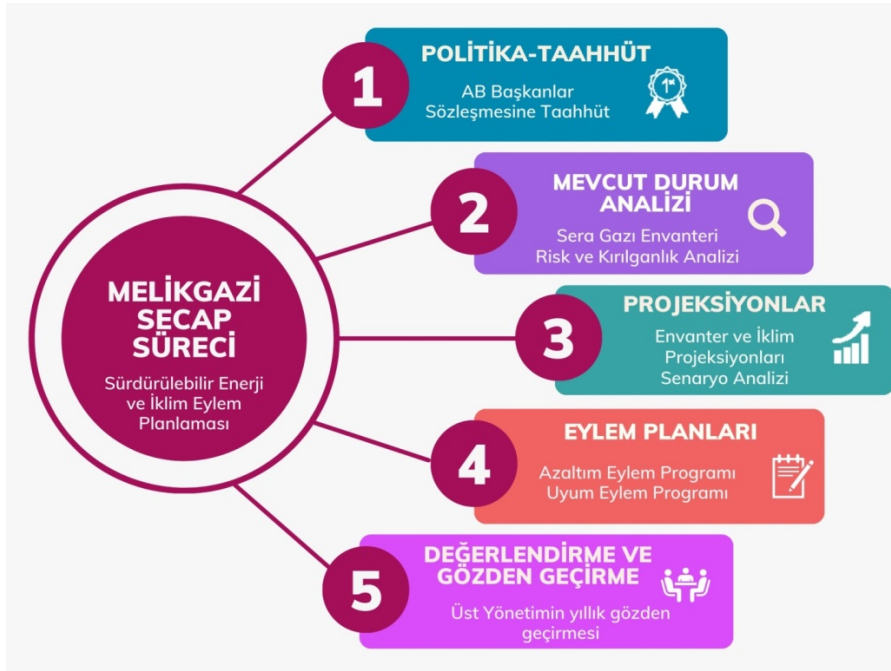 MELİKGAZİ
SECAP
SÜRECİ
Sürdürülebilir Enerji
ve İklim Eylem
Planlaması
1
POLİTİKA-TAAHHÜT
AB Başkanlar
Sözleşmesine Taahhüt
1st
2
MEVCUT DURUM
ANALİZİ
Sera Gazı Envanteri
Risk ve Kırılganlık Analizi
3
PROJEKSİYONLAR
Envanter ve İklim
Projeksiyonları
Senaryo Analizi
4
EYLEM PLANLARI
Azaltım Eylem Programı
Uyum Eylem Programı
5
DEĞERLENDİRME VE
GÖZDEN GEÇİRME
Üst Yönetimin yıllık gözden
geçirmesi